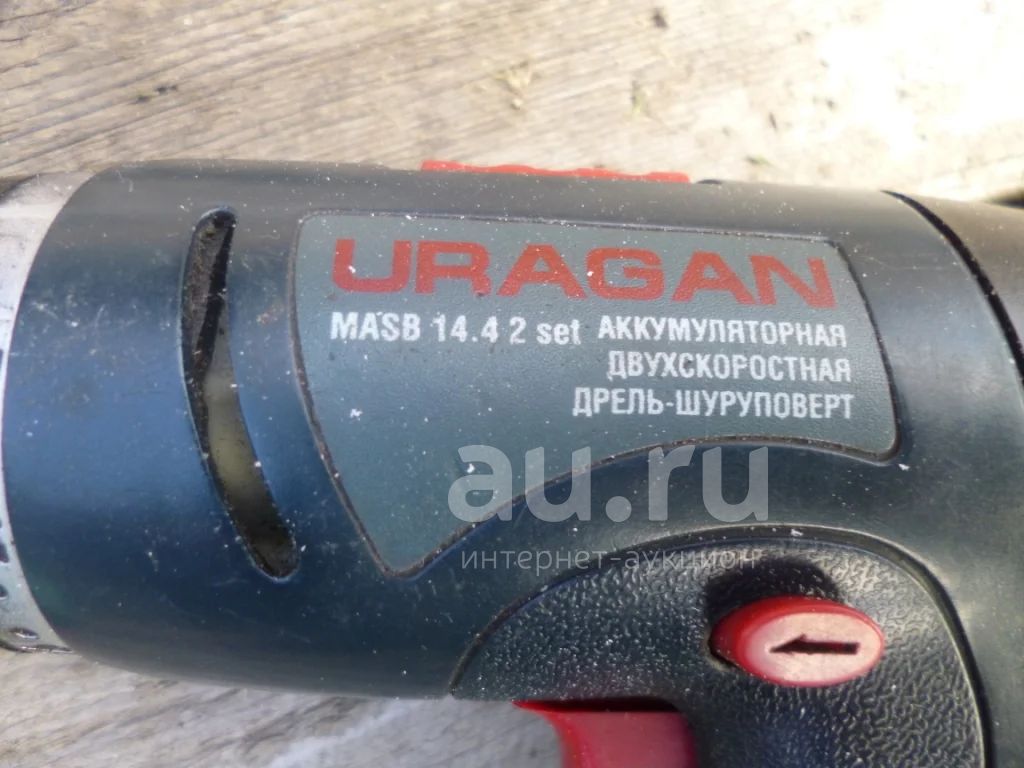 URAGAN
MASB 14.4 2 set АККУМУЛЯТОРНАЯ
ДВУХСКОРОСТНАЯ
ДРЕЛЬ-ШУРУПОВЕРТ
au.ru
интернет-аукцион